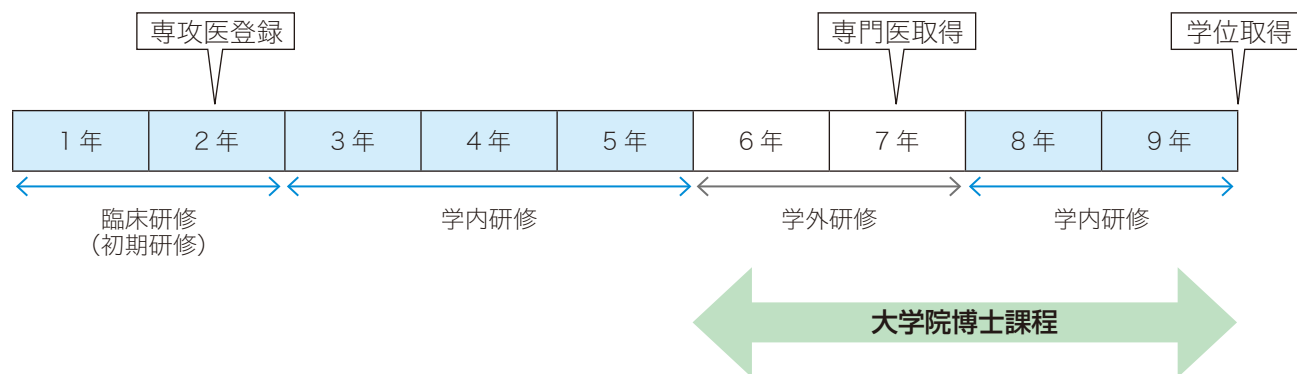 専攻医登録
専門医取得
学位取得
1年
2年
3年
4年
5年
6年
7年
8年
9年
臨床研修
（初期研修）
学内研修
学外研修
学内研修
大学院博士課程